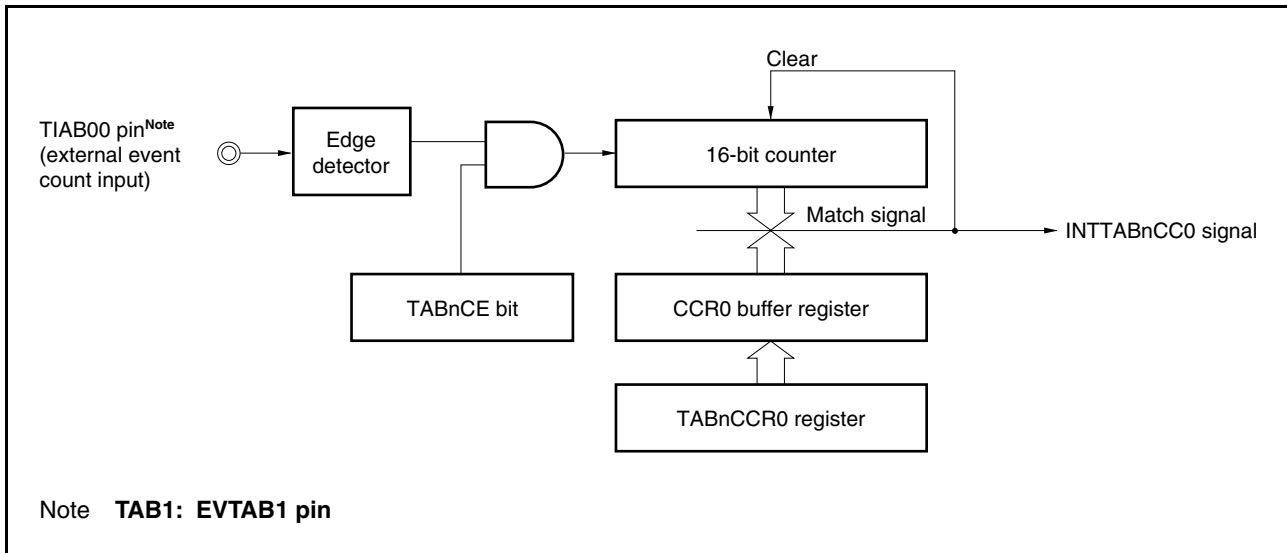 Clear
TIAB00 pinNote
(external event
count input)
Edge
detector
16-bit counter
Match signal
INTTABnCC0 signal
TABnCE bit
CCR0 buffer register
TABnCCR0 register
Note TAB1: EVTAB1 pin